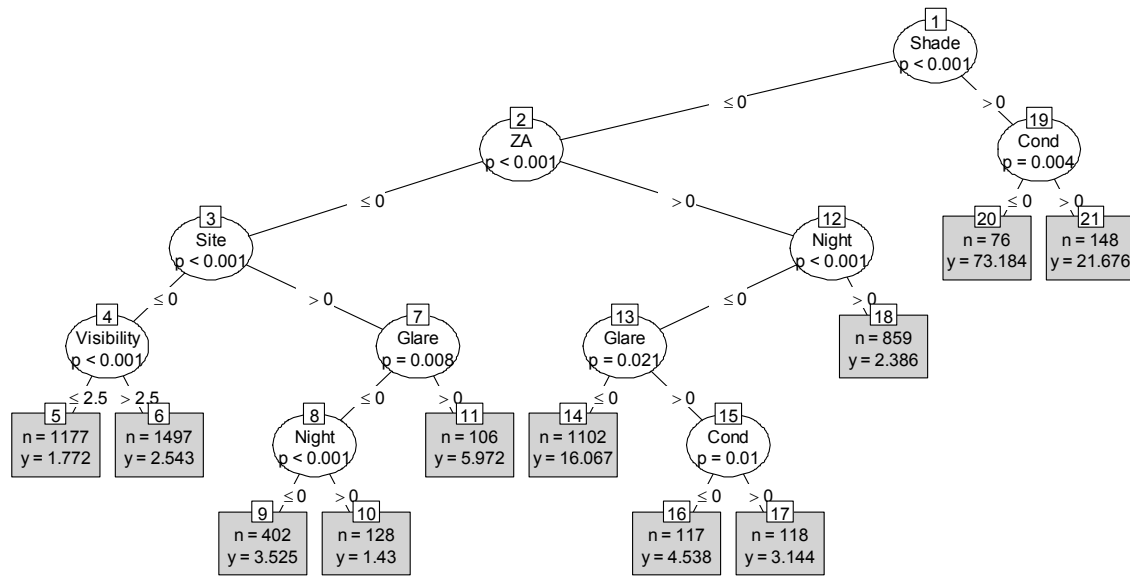 1
Shade
p < 0.001
≤ 0
> 0
2
ZA
p < 0.001
19
Cond
p = 0.004
≤ 0
> 0
≤ 0
> 0
3
Site
p < 0.001
12
Night
p < 0.001
20
n = 76
y = 73.184
21
n = 148
y = 21.676
≤ 0
> 0
≤ 0
> 0
4
Visibility
p < 0.001
7
Glare
p = 0.008
13
Glare
p = 0.021
18
n = 859
y = 2.386
≤ 2.5
> 2.5
≤ 0
> 0
≤ 0
> 0
5
n = 1177
y = 1.772
6
n = 1497
y = 2.543
8
Night
p < 0.001
11
n = 106
y = 5.972
14
n = 1102
y = 16.067
15
Cond
p = 0.01
≤ 0
> 0
≤ 0
> 0
9
n = 402
y = 3.525
10
n = 128
y = 1.43
16
n = 117
y = 4.538
17
n = 118
y = 3.144